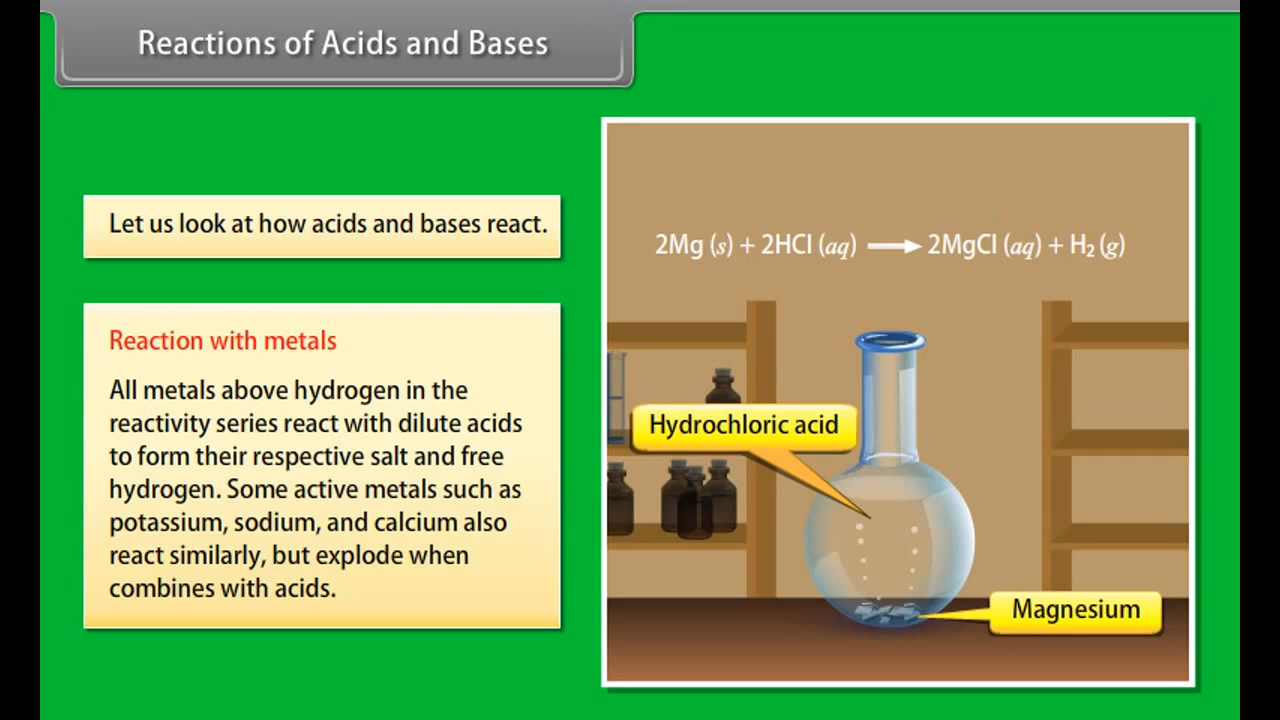 Reactions of Acids and Bases
Let us look at how acids and bases react.
Reaction with metals
All metals above hydrogen in the
reactivity series react with dilute acids
to form their respective salt and free
hydrogen. Some active metals such as
potassium, sodium, and calcium also
react similarly, but explode when
combines with acids.
2Mg (s) + 2HCl (aq) ⟶ 2MgCl (aq) + H₂ (g)
Hydrochloric acid
Magnesium